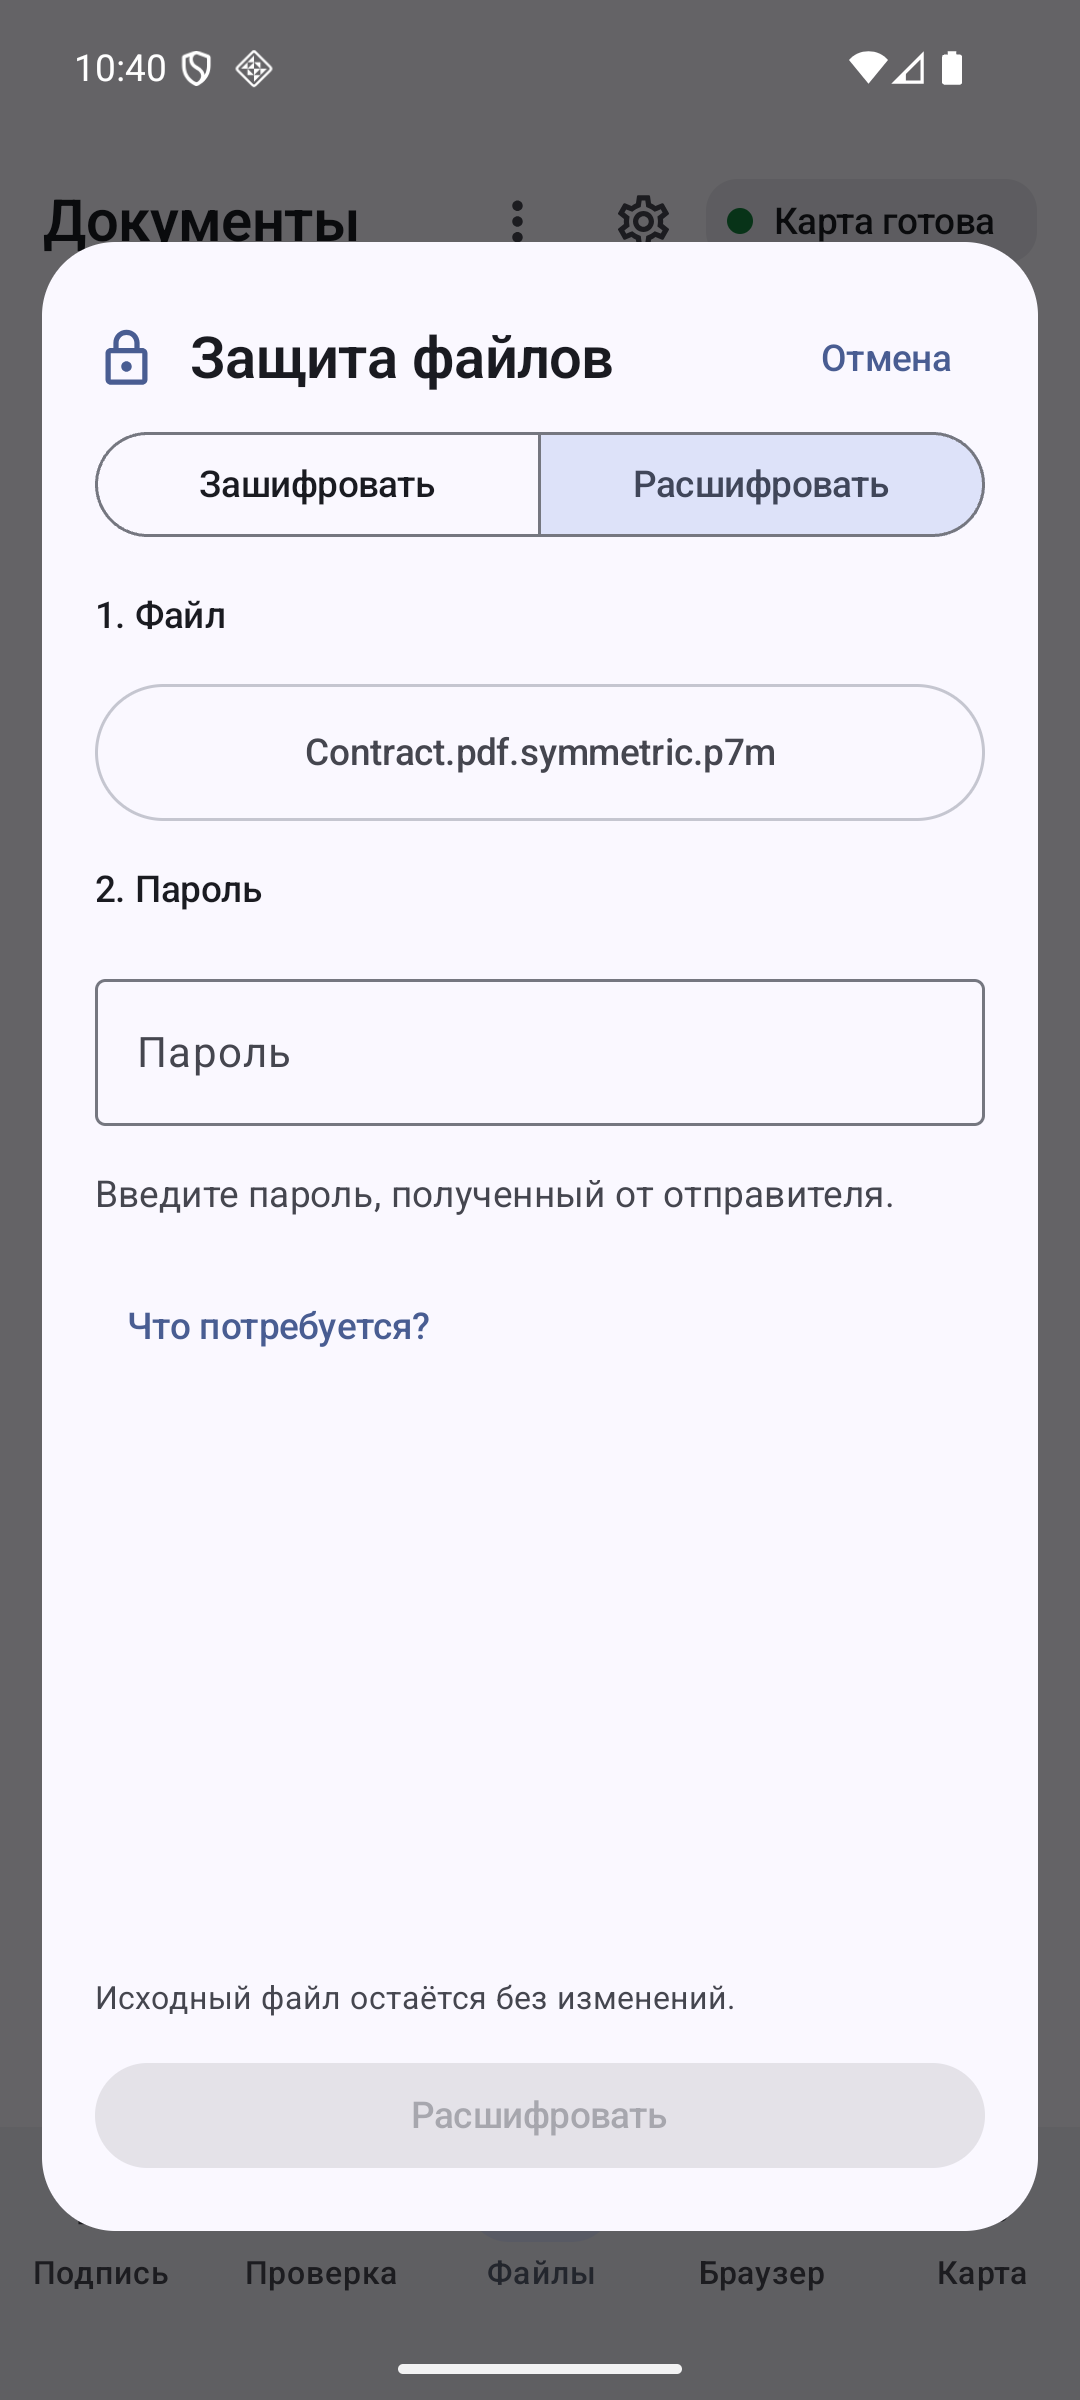 10:40
Документы
Карта готова
Защита файлов
Отмена
Зашифровать
Расшифровать
1. Файл
Contract.pdf.symmetric.p7m
2. Пароль
Пароль
Введите пароль, полученный от отправителя.
Что потребуется?
Исходный файл остаётся без изменений.
Расшифровать
Подпись
Проверка
Файлы
Браузер
Карта